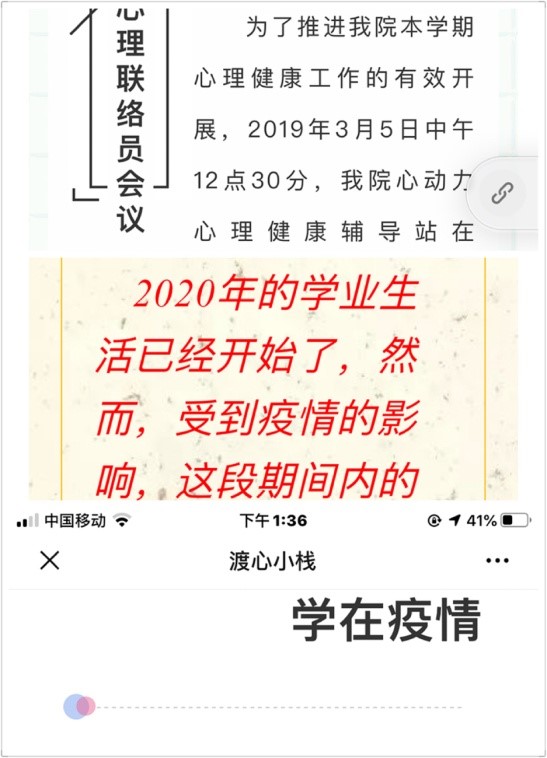 心理联络员会议
为了推进我院本学期
心理健康工作的有效开
展，2019年3月5日中午
12点30分，我院心动力
心理健康辅导站在
2020年的学业生
活已经开始了，然
而，受到疫情的影
响，这段期间内的
中国移动 下午1:36 41%
渡心小栈
学在疫情